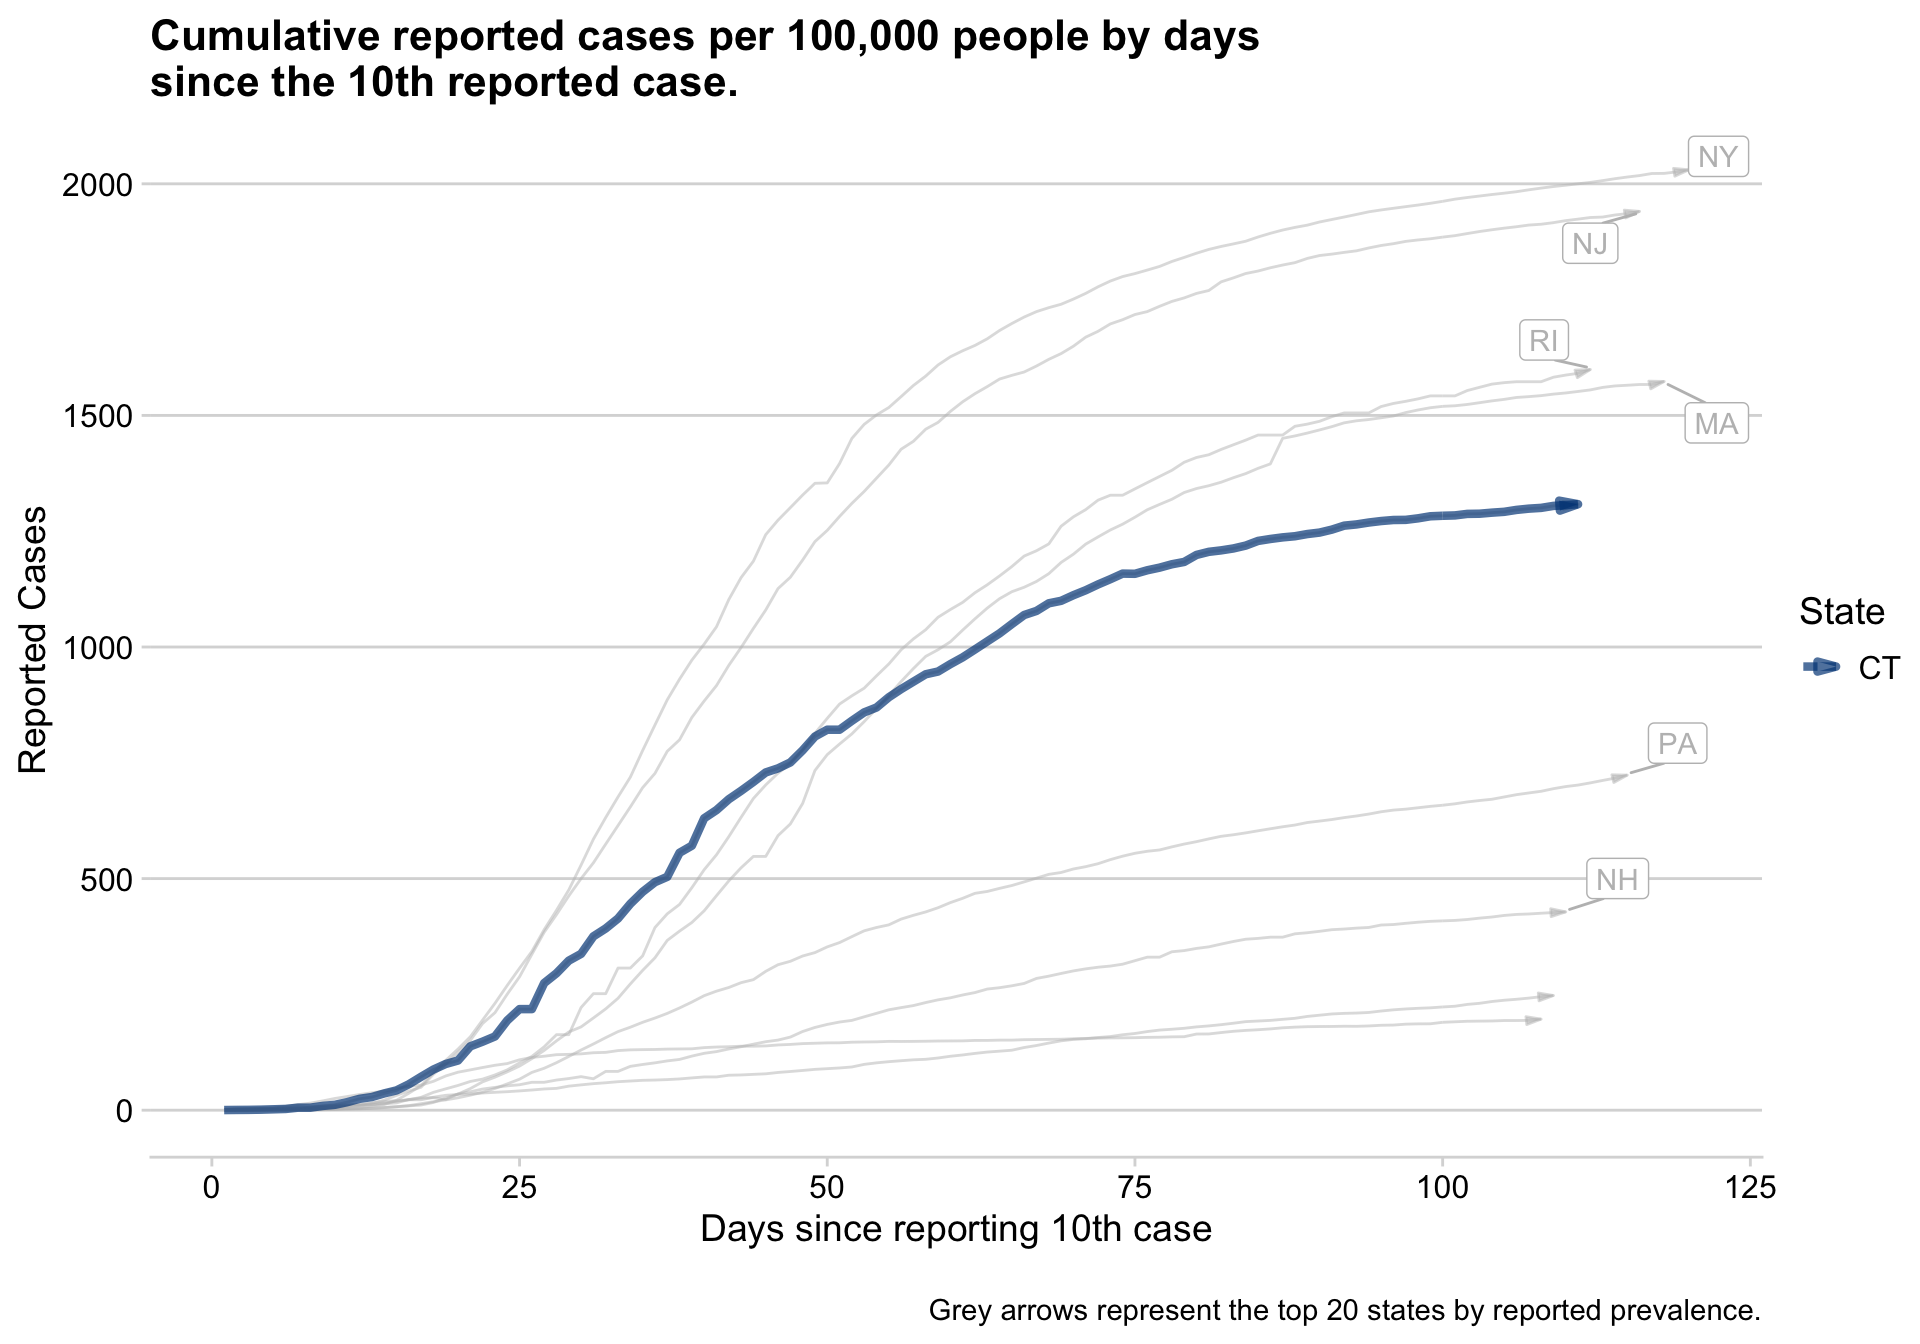 Cumulative reported cases per 100,000 people by days
since the 10th reported case.
NY
2000
NJ
RI
1500
MA
Reported Cases
State
CT
1000
PA
500
NH
0
0 25 50 75 100 125
Days since reporting 10th case
Grey arrows represent the top 20 states by reported prevalence.